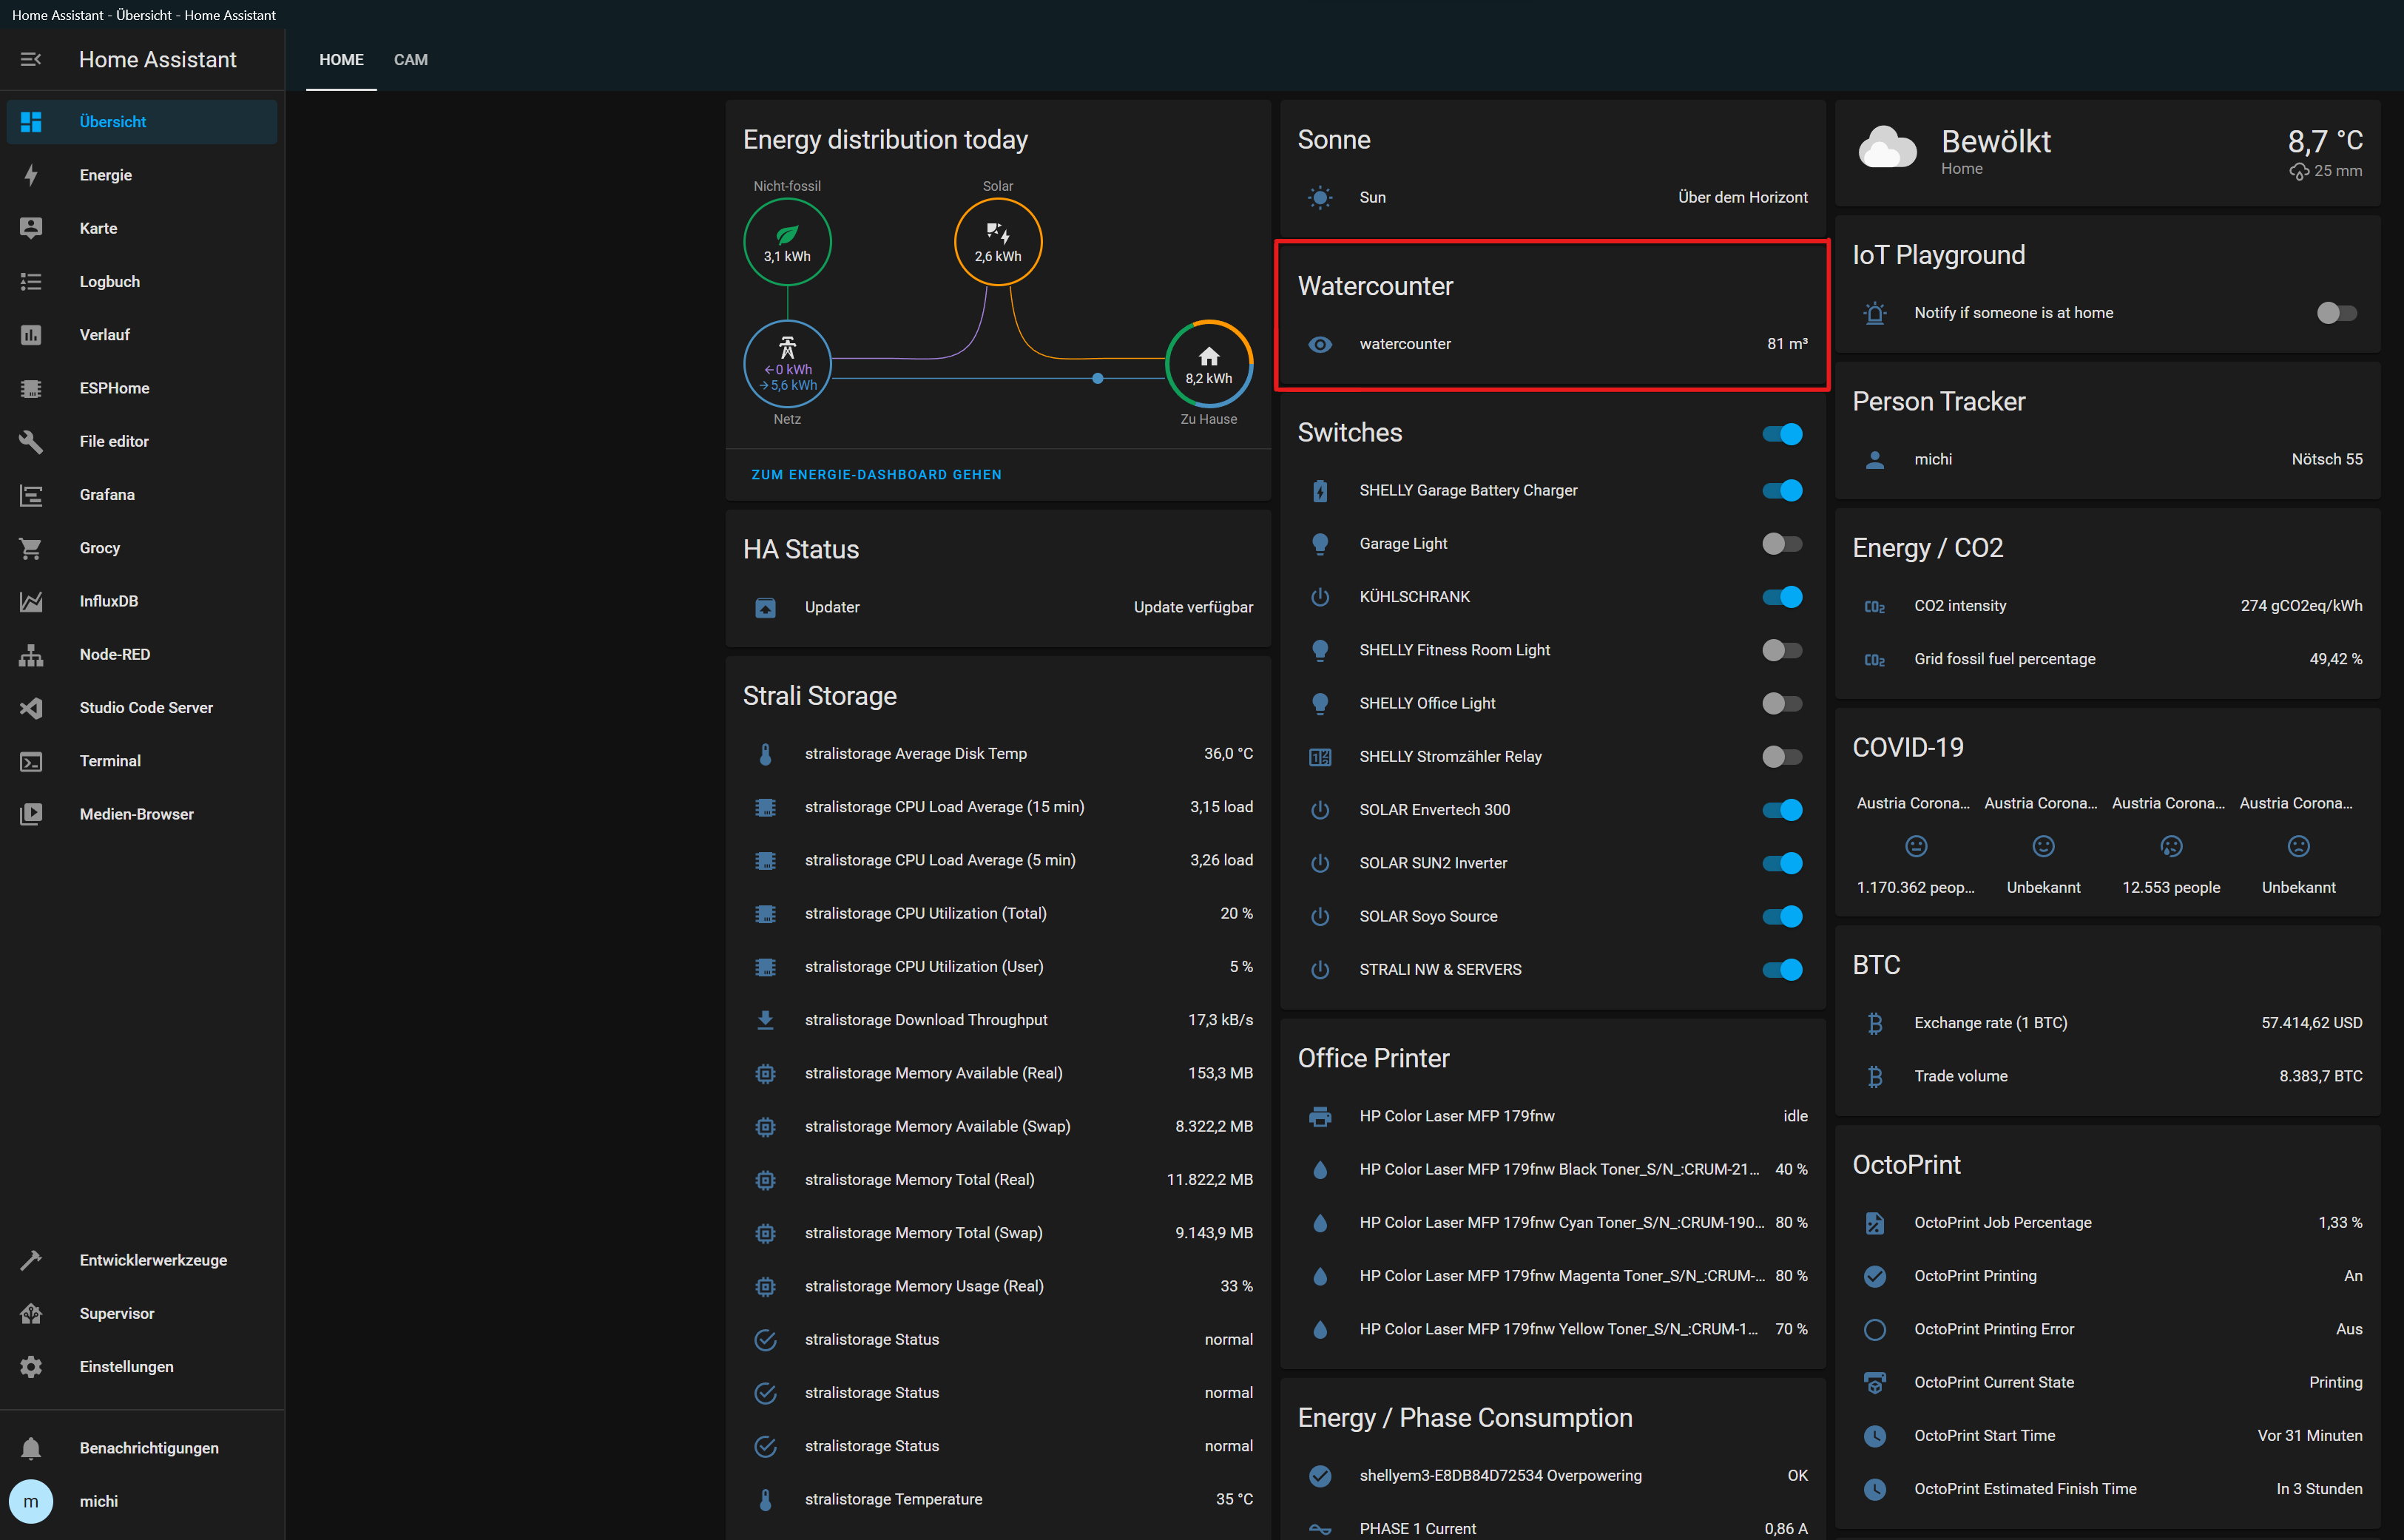 Home Assistant - Übersicht - Home Assistant
Home Assistant
Übersicht
Energie
Karte
Logbuch
Verlauf
ESPHome
File editor
Grafana
Grocy
InfluxDB
Node-RED
Studio Code Server
Terminal
Medien-Browser
Entwicklerwerkzeuge
Supervisor
Einstellungen
Benachrichtigungen
m michi
HOME CAM
Energy distribution today
Nicht-fossil Solar
3,1 kWh 2,6 kWh
←0 kWh
→5,6 kWh 8,2 kWh
Netz Zu Hause
ZUM ENERGIE-DASHBOARD GEHEN
HA Status
Updater Update verfügbar
Strali Storage
stralistorage Average Disk Temp 36,0 °C
stralistorage CPU Load Average (15 min) 3,15 load
stralistorage CPU Load Average (5 min) 3,26 load
stralistorage CPU Utilization (Total) 20 %
stralistorage CPU Utilization (User) 5 %
stralistorage Download Throughput 17,3 kB/s
stralistorage Memory Available (Real) 153,3 MB
stralistorage Memory Available (Swap) 8.322,2 MB
stralistorage Memory Total (Real) 11.822,2 MB
stralistorage Memory Total (Swap) 9.143,9 MB
stralistorage Memory Usage (Real) 33 %
stralistorage Status normal
stralistorage Status normal
stralistorage Status normal
stralistorage Temperature 35 °C
Sonne
Sun Über dem Horizont
Watercounter
watercounter 81 m³
Switches
SHELLY Garage Battery Charger
Garage Light
KÜHLSCHRANK
SHELLY Fitness Room Light
SHELLY Office Light
SHELLY Stromzähler Relay
SOLAR Envertech 300
SOLAR SUN2 Inverter
SOLAR Soyo Source
STRALI NW & SERVERS
Office Printer
HP Color Laser MFP 179fnw idle
HP Color Laser MFP 179fnw Black Toner_S/N_:CRUM-21... 40 %
HP Color Laser MFP 179fnw Cyan Toner_S/N_:CRUM-190... 80 %
HP Color Laser MFP 179fnw Magenta Toner_S/N_:CRUM-... 80 %
HP Color Laser MFP 179fnw Yellow Toner_S/N_:CRUM-1... 70 %
Energy / Phase Consumption
shellyem3-E8DB84D72534 Overpowering OK
PHASE 1 Current 0,86 A
Bewölkt 8,7 °C
Home 25 mm
IoT Playground
Notify if someone is at home
Person Tracker
michi Nötsch 55
Energy / CO2
CO2 CO2 intensity 274 gCO2eq/kWh
CO2 Grid fossil fuel percentage 49,42 %
COVID-19
Austria Corona... Austria Corona... Austria Corona... Austria Corona...
1.170.362 peop... Unbekannt 12.553 people Unbekannt
BTC
Exchange rate (1 BTC) 57.414,62 USD
Trade volume 8.383,7 BTC
OctoPrint
OctoPrint Job Percentage 1,33 %
OctoPrint Printing An
OctoPrint Printing Error Aus
OctoPrint Current State Printing
OctoPrint Start Time Vor 31 Minuten
OctoPrint Estimated Finish Time In 3 Stunden